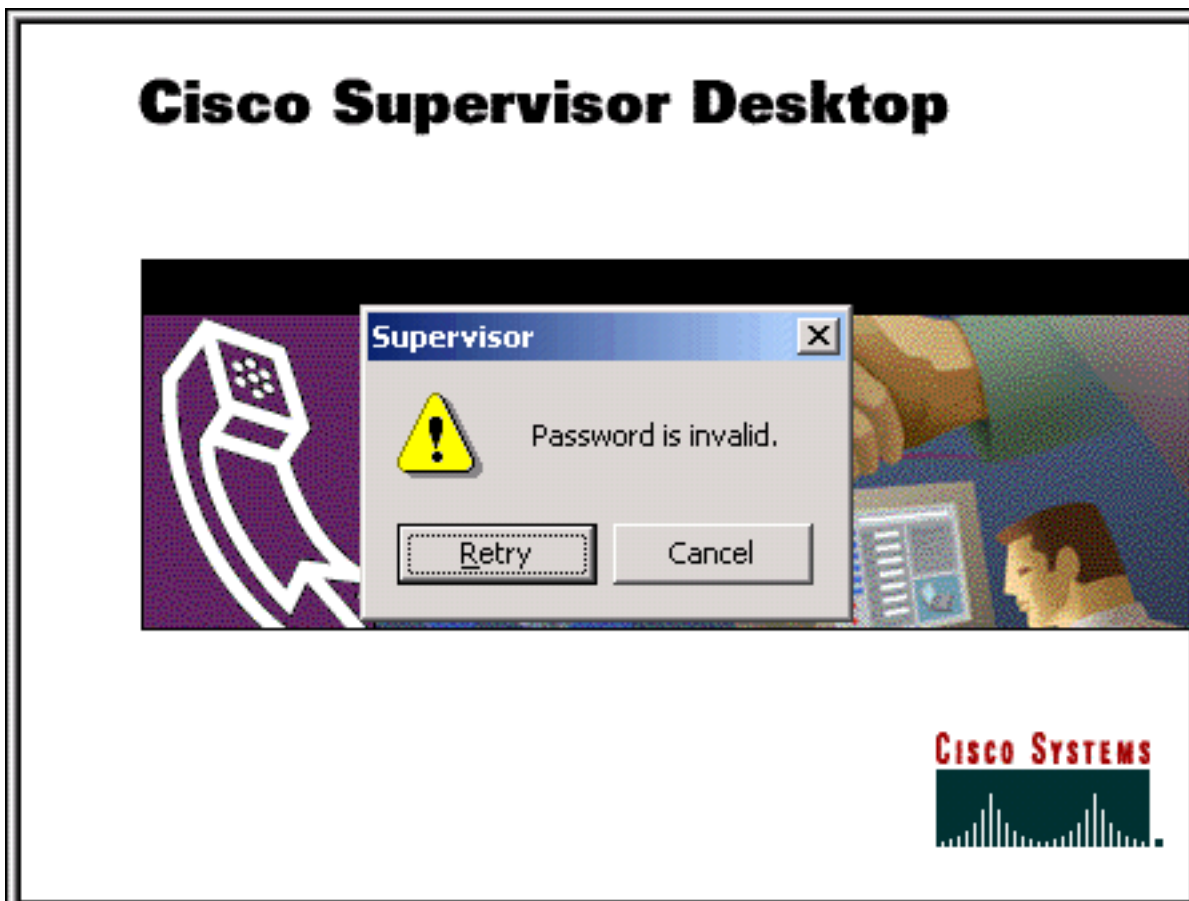 Cisco Supervisor Desktop
Supervisor
Password is invalid.
Retry
Cancel
CISCO SYSTEMS